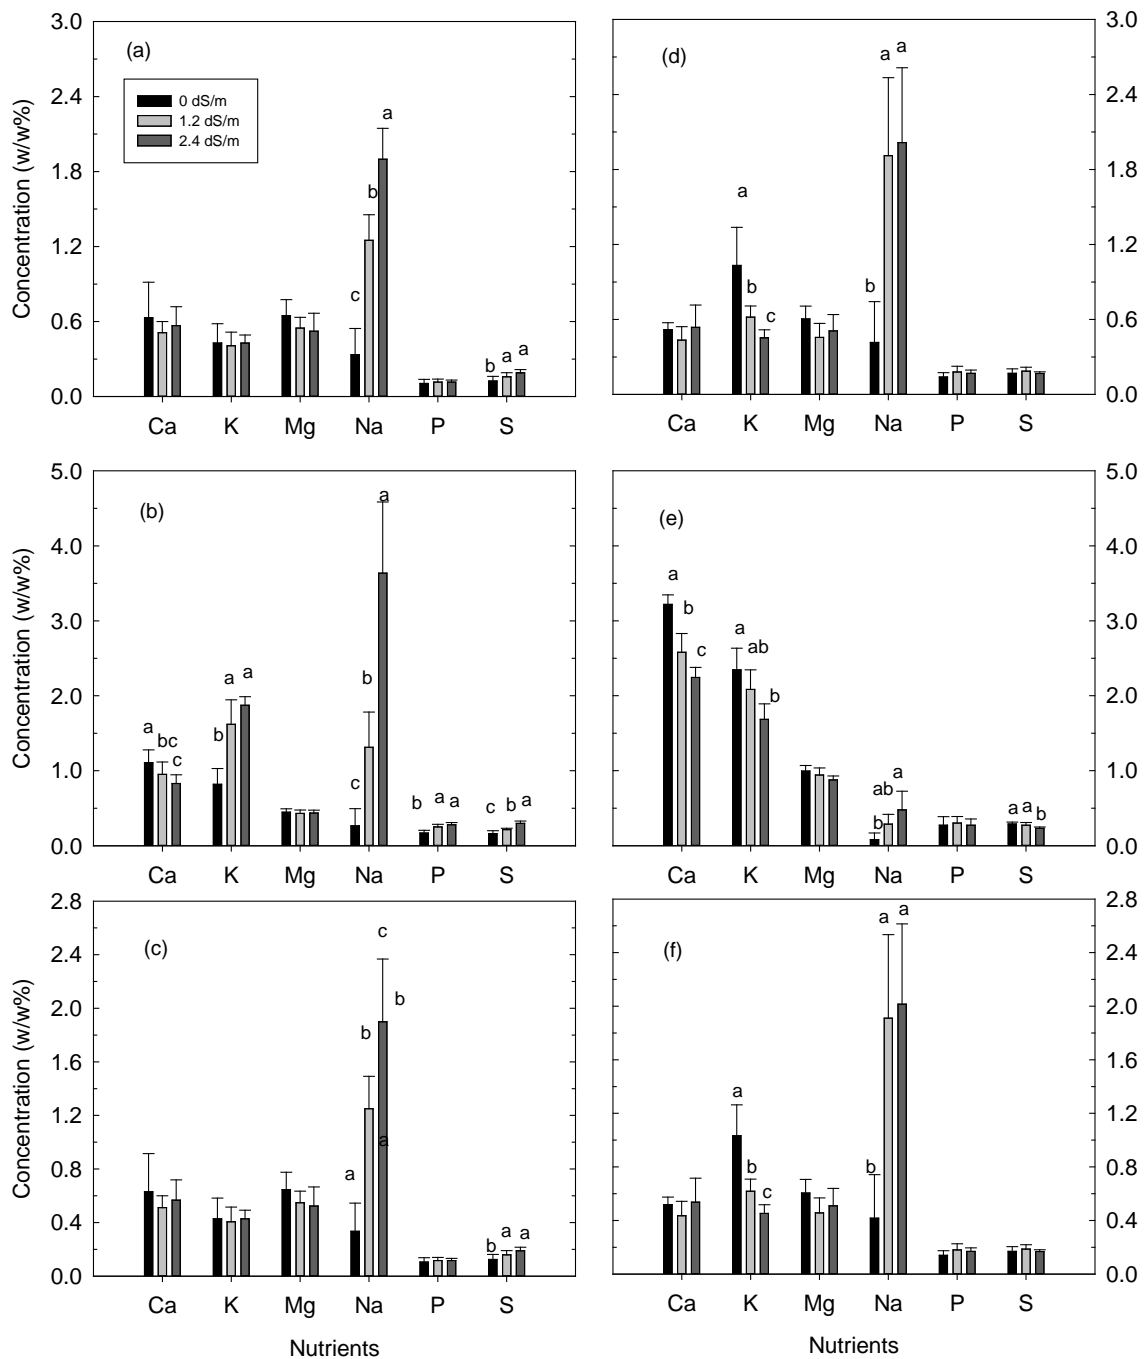 3.0
(a)
0 dS/m
1.2 dS/m
2.4 dS/m
2.4
1.8
1.2
0.6
0.0
Concentration (w/w%)
c b a
b a a
Ca K Mg Na P S
(d)
3.0
2.4
1.8
1.2
0.6
0.0
a b c
b a a
Ca K Mg Na P S
5.0
(b)
4.0
3.0
2.0
1.0
0.0
Concentration (w/w%)
a bc c
b a a
c b a
b a a
c b a
Ca K Mg Na P S
(e)
5.0
4.0
3.0
2.0
1.0
0.0
a b c
a ab b
b ab a
a a b
Ca K Mg Na P S
2.8
(c)
2.4
2.0
1.6
1.2
0.8
0.4
0.0
Concentration (w/w%)
a b c
b
a
b a a
Ca K Mg Na P S
Nutrients
(f)
2.8
2.4
2.0
1.6
1.2
0.8
0.4
0.0
a b c
b a a
Ca K Mg Na P S
Nutrients